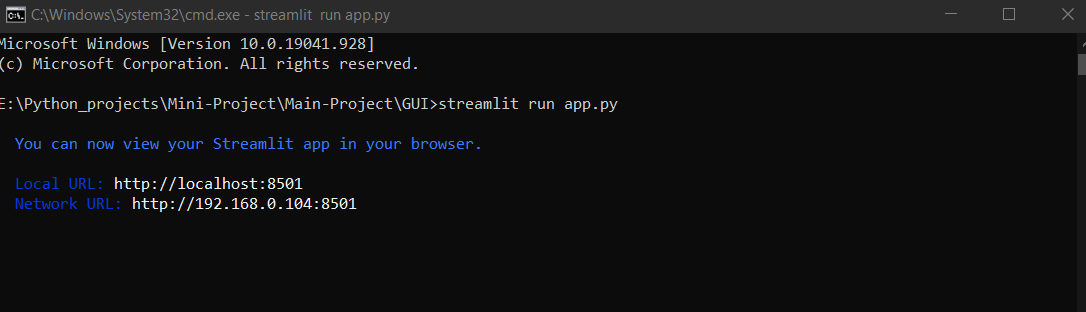 C:\Windows\System32\cmd.exe - streamlit  run app.py
Microsoft Windows [Version 10.0.19041.928]
(c) Microsoft Corporation. All rights reserved.
E:\Python_projects\Mini-Project\Main-Project\GUI>streamlit run app.py
You can now view your Streamlit app in your browser.
Local URL: http://localhost:8501
Network URL: http://192.168.0.104:8501